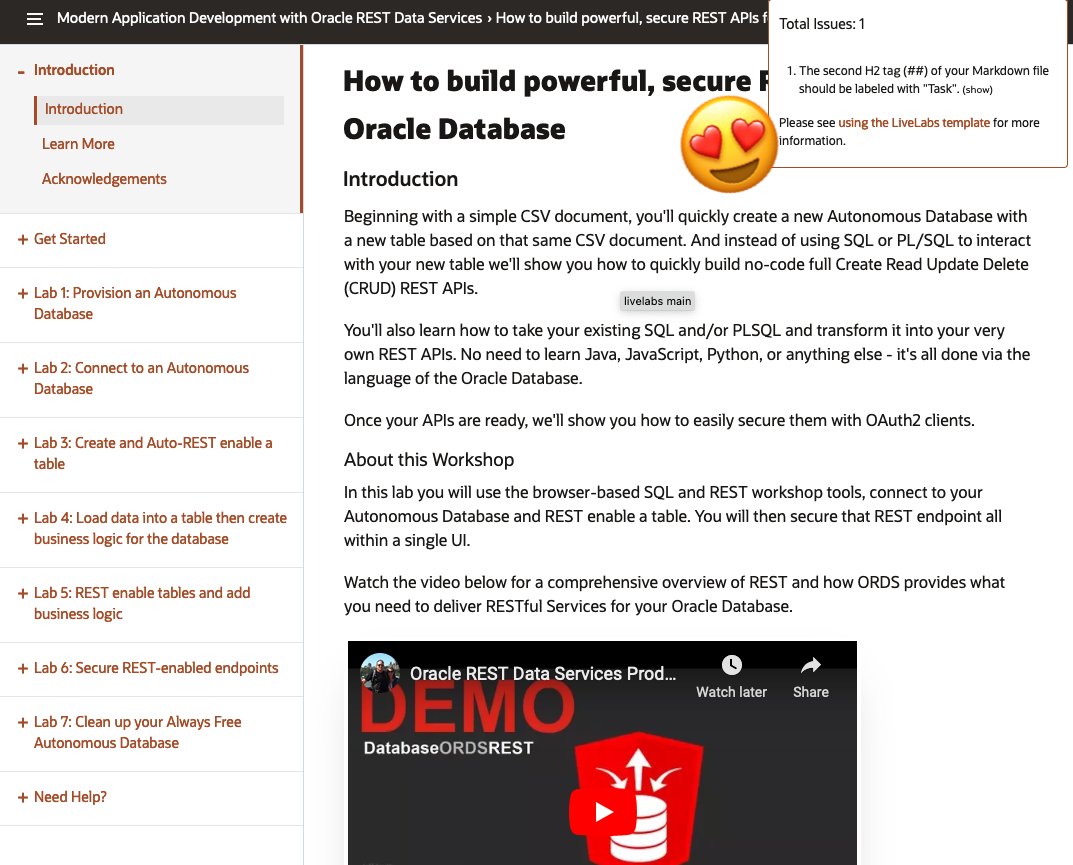 Modern Application Development with Oracle REST Data Services › How to build powerful, secure REST APIs
Total Issues: 1
1. The second H2 tag (##) of your Markdown file
should be labeled with "Task". (show)
Please see using the LiveLabs template for more
information.
- Introduction
Introduction
Learn More
Acknowledgements
+ Get Started
+ Lab 1: Provision an Autonomous
Database
+ Lab 2: Connect to an Autonomous
Database
+ Lab 3: Create and Auto-REST enable a
table
+ Lab 4: Load data into a table then create
business logic for the database
+ Lab 5: REST enable tables and add
business logic
+ Lab 6: Secure REST-enabled endpoints
+ Lab 7: Clean up your Always Free
Autonomous Database
+ Need Help?
How to build powerful, secure
Oracle Database
Introduction
Beginning with a simple CSV document, you'll quickly create a new Autonomous Database with
a new table based on that same CSV document. And instead of using SQL or PL/SQL to interact
with your new table we'll show you how to quickly build no-code full Create Read Update Delete
(CRUD) REST APIs.
livelabs main
You'll also learn how to take your existing SQL and/or PLSQL and transform it into your very
own REST APIs. No need to learn Java, JavaScript, Python, or anything else - it's all done via the
language of the Oracle Database.
Once your APIs are ready, we'll show you how to easily secure them with OAuth2 clients.
About this Workshop
In this lab you will use the browser-based SQL and REST workshop tools, connect to your
Autonomous Database and REST enable a table. You will then secure that REST endpoint all
within a single UI.
Watch the video below for a comprehensive overview of REST and how ORDS provides what
you need to deliver RESTful Services for your Oracle Database.
Oracle REST Data Services Prod...
Watch later
Share
DEMO
DatabaseORDSREST